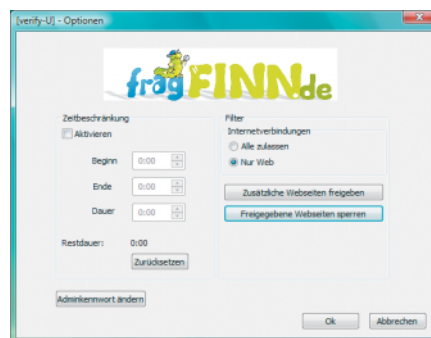 [verify-U] - Optionen
fragFINN.de
Zeitbeschränkung
Aktivieren
Beginn 0:00
Ende 0:00
Dauer 0:00
Restdauer: 0:00
Zurücksetzen
Filter
Internetverbindungen
Alle zulassen
Nur Web
Zusätzliche Webseiten freigeben
Freigegebene Webseiten sperren
Adminkennwort ändern
Ok
Abbrechen